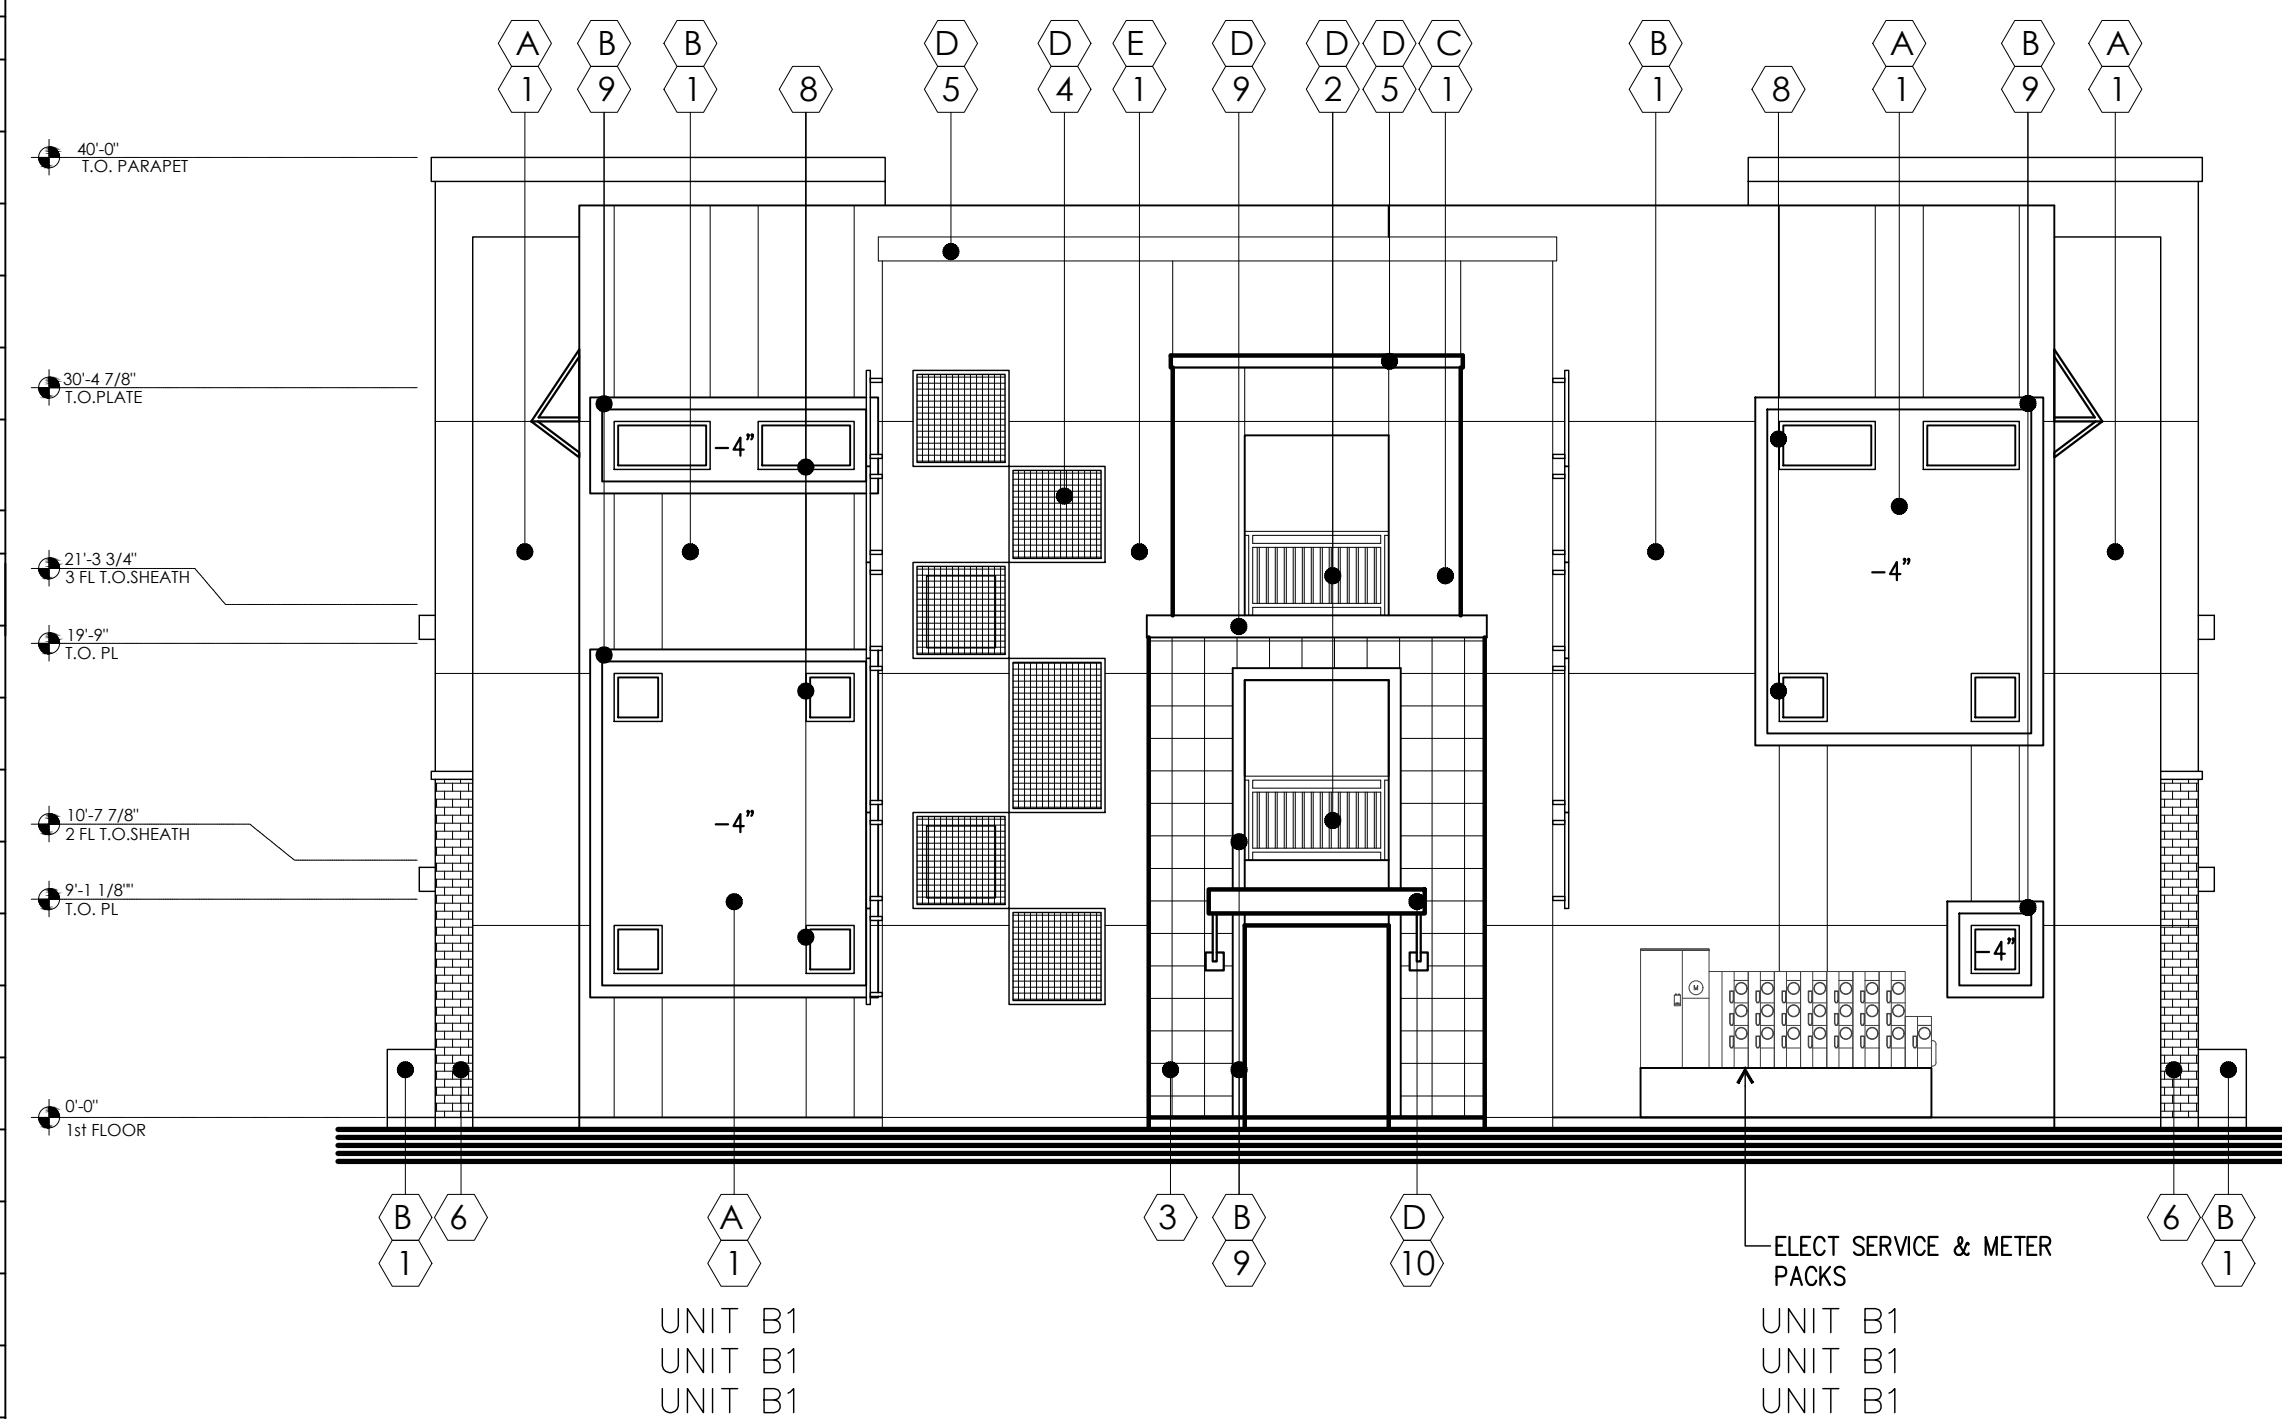 A B B D D E D D D C B A B A
1 9 1 8 5 4 1 9 2 5 1 1 8 1 9 1
40'-0"
T.O. PARAPET
30'-4 7/8"
T.O.PLATE
-4"
21'-3 3/4"
3 FL T.O.SHEATH
-4"
19'-9"
T.O. PL
10'-7 7/8"
2 FL T.O.SHEATH
-4"
9'-1 1/8""
T.O. PL
-4"
M
0'-0"
1st FLOOR
B 6 A 3 B D 6 B
1 1 9 10 1
ELECT SERVICE & METER
PACKS
UNIT B1
UNIT B1
UNIT B1
UNIT B1
UNIT B1
UNIT B1